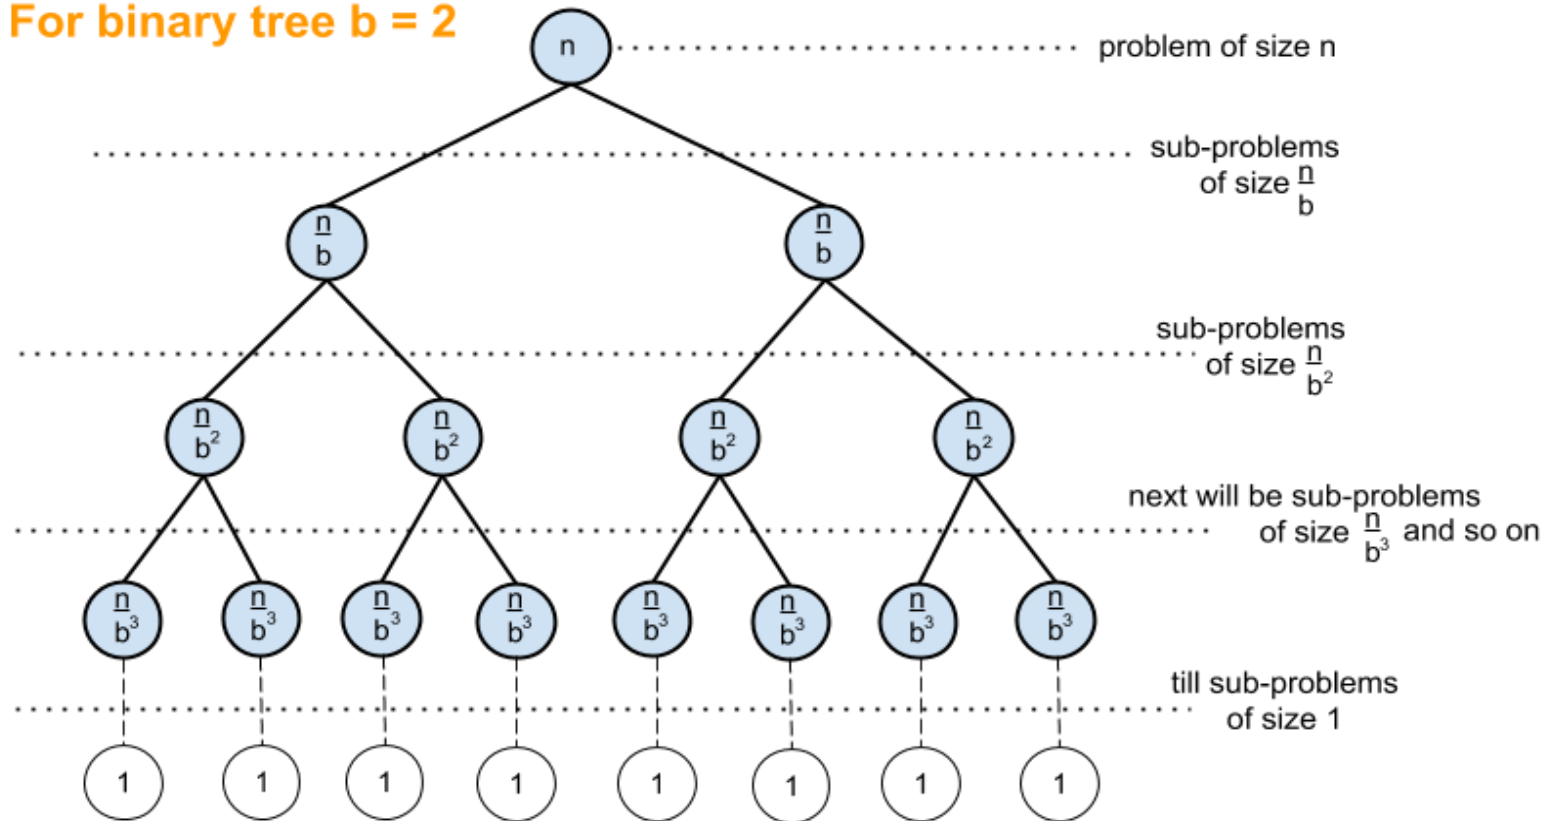 For binary tree b = 2
n
problem of size n
sub-problems
of size n/b
n/b n/b
sub-problems
of size n/b²
n/b² n/b² n/b² n/b²
next will be sub-problems
of size n/b³ and so on
n/b³ n/b³ n/b³ n/b³ n/b³ n/b³ n/b³ n/b³
till sub-problems
of size 1
1 1 1 1 1 1 1 1